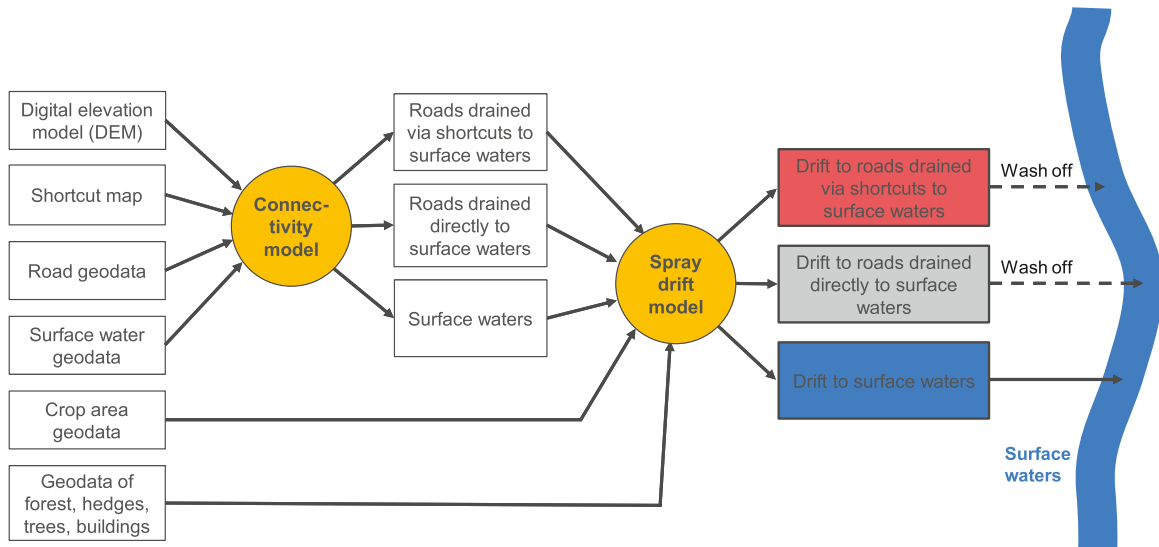 Digital elevation
model (DEM)
Shortcut map
Road geodata
Surface water
geodata
Crop area
geodata
Geodata of
forest, hedges,
trees, buildings
Connec-
tivity
model
Roads drained
via shortcuts to
surface waters
Roads drained
directly to
surface waters
Surface waters
Spray
drift
model
Drift to roads drained
via shortcuts to
surface waters
Drift to roads drained
directly to surface
waters
Drift to surface waters
Wash off
Wash off
Surface
waters